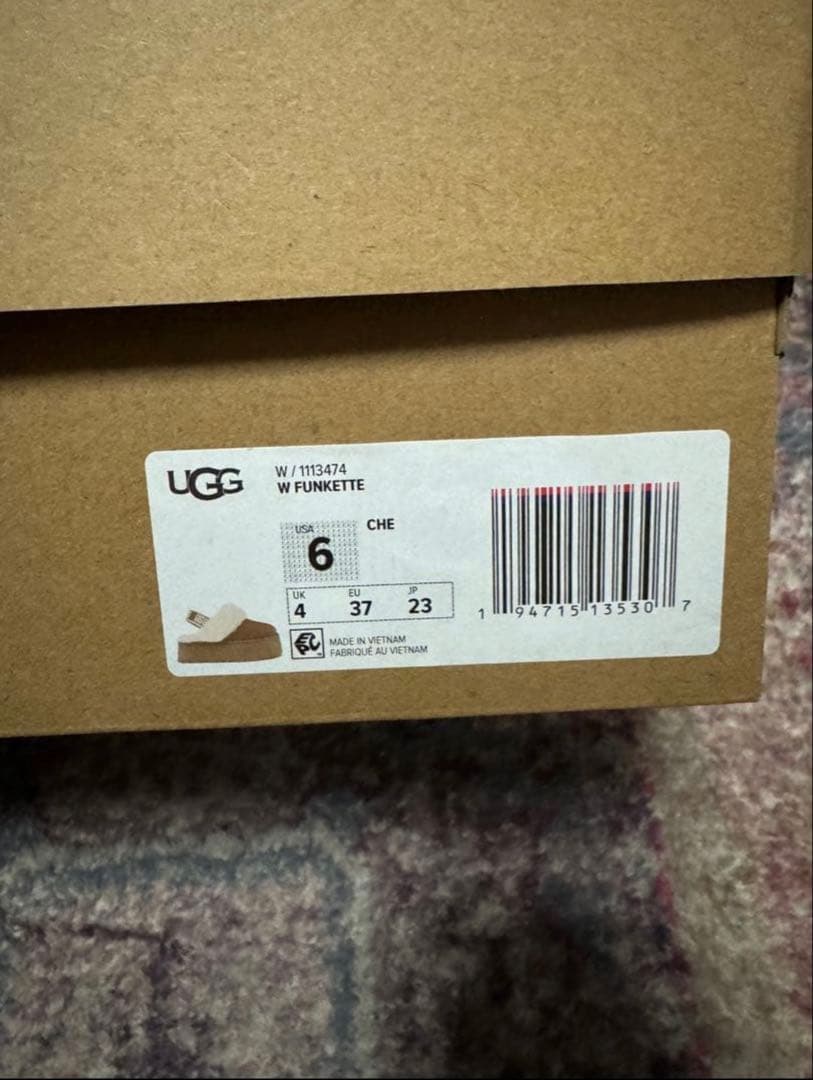 UGG
W / 1113474
W FUNKETTE
USA
6
CHE
UK
4
EU
37
JP
23
MADE IN VIETNAM
FABRIQUÉ AU VIETNAM
1 94715 13530 7